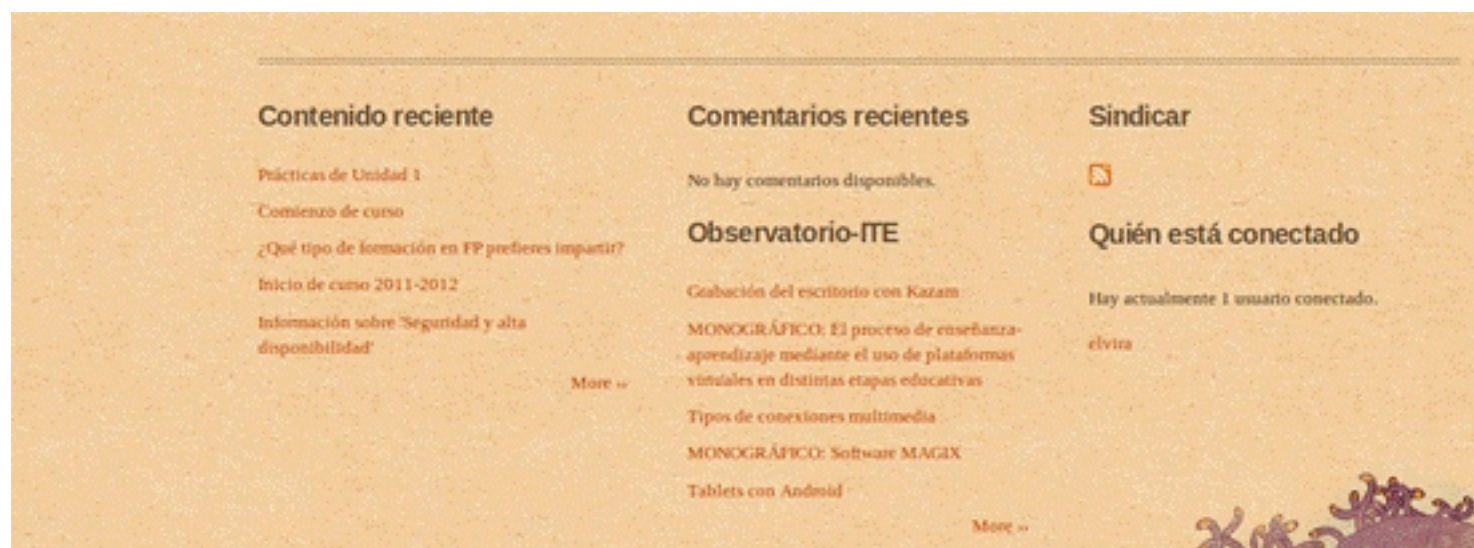 Contenido reciente
Prácticas de Unidad 1
Comienzo de curso
¿Qué tipo de formación en FP prefieres impartir?
Inicio de curso 2011-2012
Información sobre 'Seguridad y alta
disponibilidad'
More ››
Comentarios recientes
No hay comentarios disponibles.
Observatorio-ITE
Grabación del escritorio con Kazam
MONOGRÁFICO: El proceso de enseñanza-
aprendizaje mediante el uso de plataformas
virtuales en distintas etapas educativas
Tipos de conexiones multimedia
MONOGRÁFICO: Software MAGIX
Tablets con Android
More ››
Sindicar
Quién está conectado
Hay actualmente 1 usuario conectado.
elvira